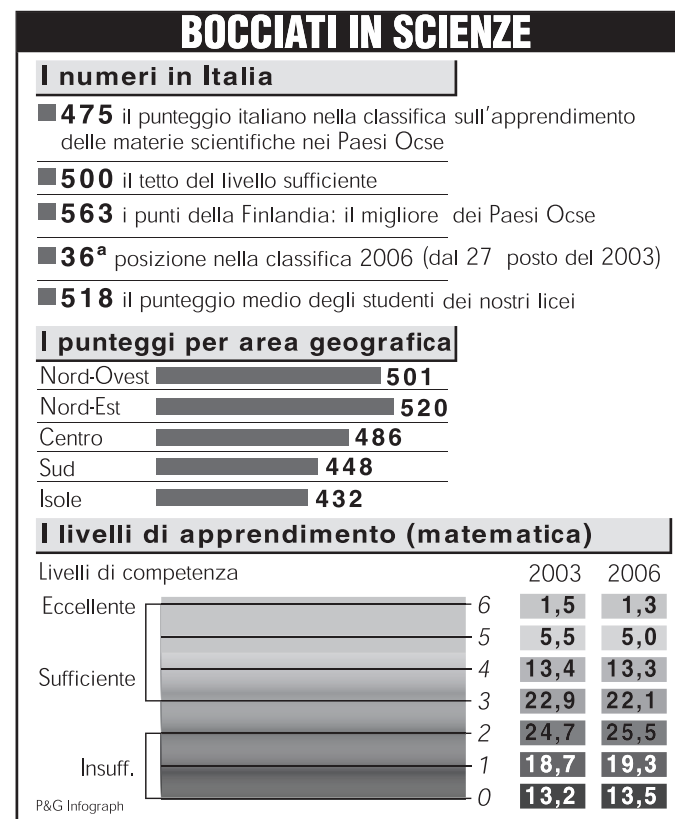 BOCCIATI IN SCIENZE
I numeri in Italia
475 il punteggio italiano nella classifica sull'apprendimento
delle materie scientifiche nei Paesi Ocse
500 il tetto del livello sufficiente
563 i punti della Finlandia: il migliore dei Paesi Ocse
36ª posizione nella classifica 2006 (dal 27 posto del 2003)
518 il punteggio medio degli studenti dei nostri licei
I punteggi per area geografica
Nord-Ovest 501
Nord-Est 520
Centro 486
Sud 448
Isole 432
I livelli di apprendimento (matematica)
Livelli di competenza 2003 2006
Eccellente 6 1,5 1,3
5 5,5 5,0
Sufficiente 4 13,4 13,3
3 22,9 22,1
2 24,7 25,5
Insuff. 1 18,7 19,3
0 13,2 13,5
P&G Infograph